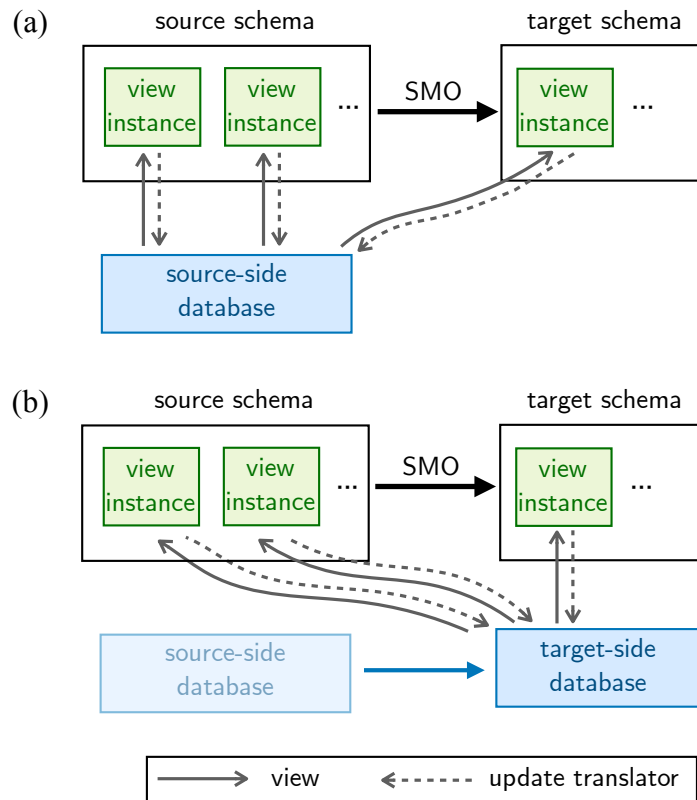 (a)
source schema
target schema
view
instance
view
instance
...
SMO
view
instance
...
source-side
database
(b)
source schema
target schema
view
instance
view
instance
...
SMO
view
instance
...
source-side
database
target-side
database
view
update translator